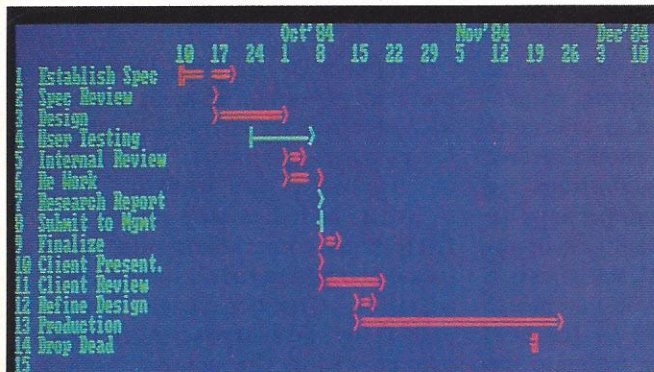 Oct'84 Nov'84 Dec'84
10 17 24 1 8 15 22 29 5 12 19 26 3 10
1 Establish Spec
2 Spec Review
3 Design
4 User Testing
5 Internal Review
6 Re Work
7 Research Report
8 Submit to Mgmt
9 Finalize
10 Client Present.
11 Client Review
12 Refine Design
13 Production
14 Drop Dead
15